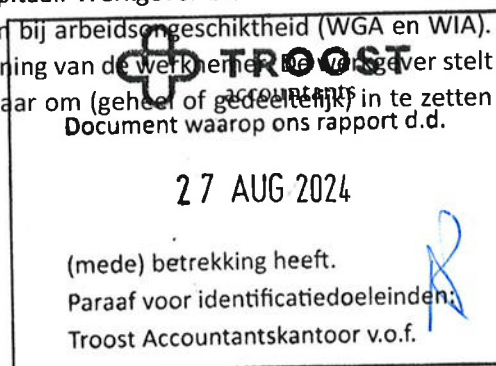 n bij arbeidsongeschiktheid (WGA en WIA).
ning van de werknemer. De werkgever stelt
TROOST
aar om (geheel of gedeeltelijk) in te zetten
accountants
Document waarop ons rapport d.d.
27 AUG 2024
(mede) betrekking heeft.
Paraaf voor identificatiedoeleinden:
Troost Accountantskantoor v.o.f.